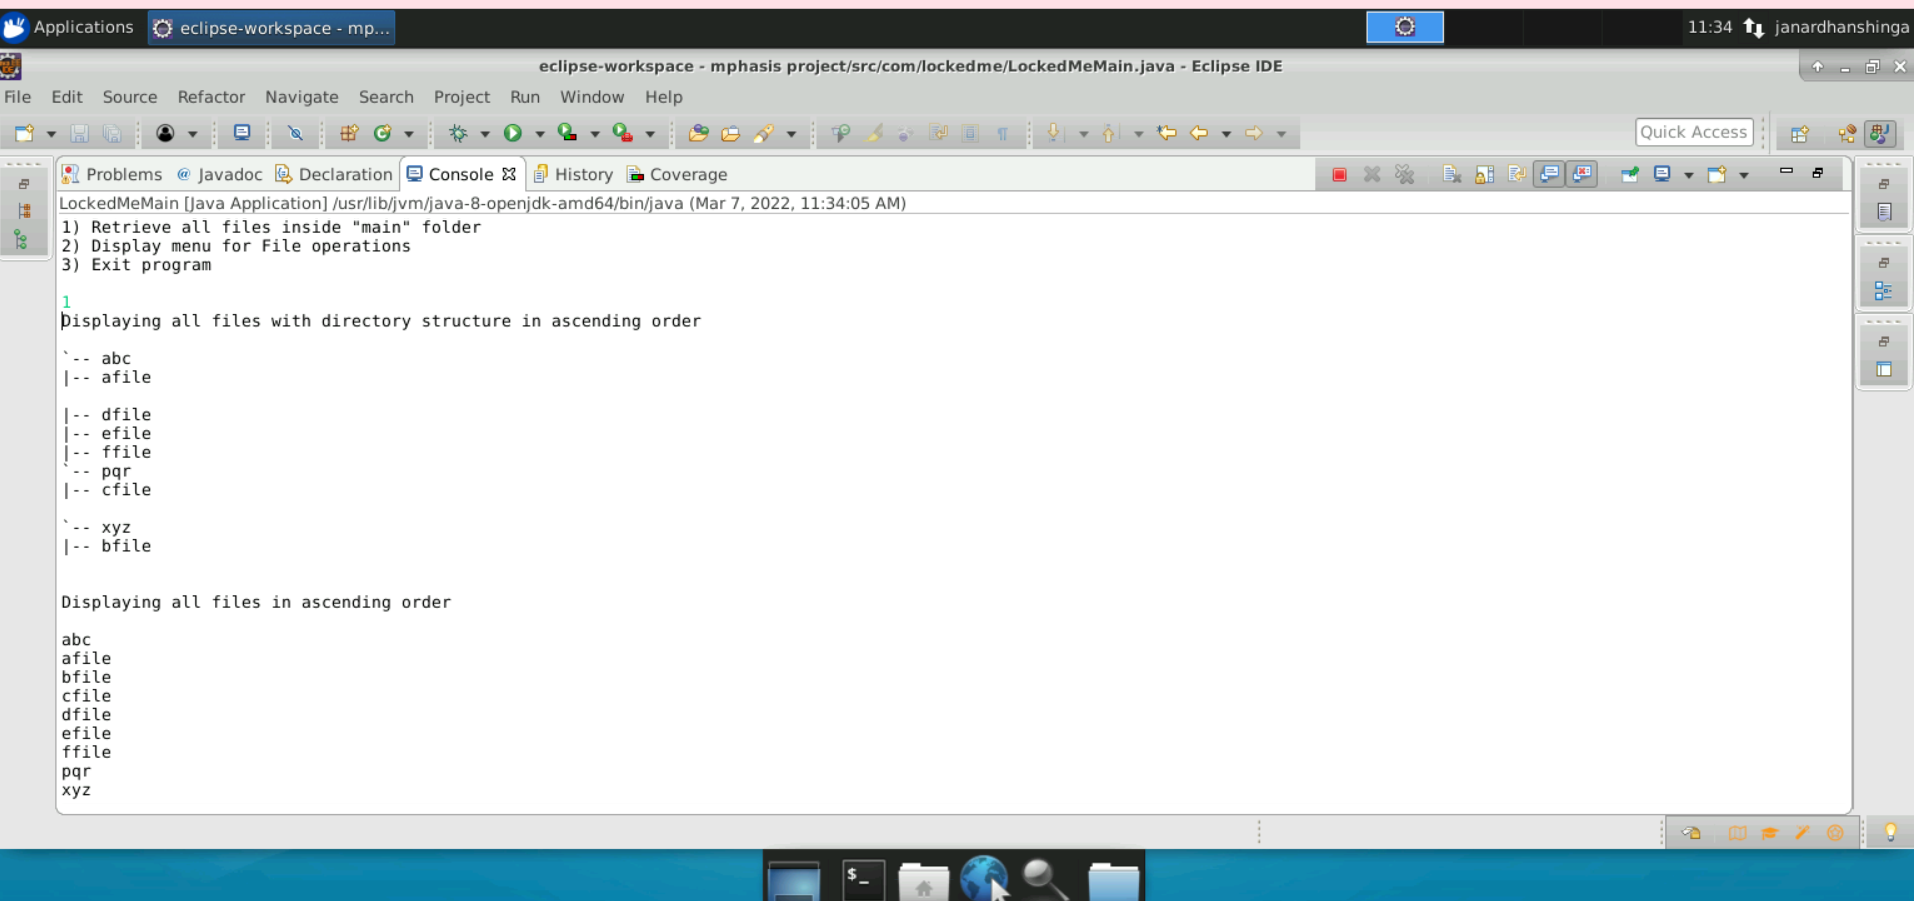 Applications eclipse-workspace - mp... 11:34 janardhanshinga
eclipse-workspace - mphasis project/src/com/lockedme/LockedMeMain.java - Eclipse IDE
File Edit Source Refactor Navigate Search Project Run Window Help
Quick Access
Problems @ Javadoc Declaration Console History Coverage
LockedMeMain [Java Application] /usr/lib/jvm/java-8-openjdk-amd64/bin/java (Mar 7, 2022, 11:34:05 AM)
1) Retrieve all files inside "main" folder
2) Display menu for File operations
3) Exit program
1
Displaying all files with directory structure in ascending order
`-- abc
|-- afile
|-- dfile
|-- efile
|-- ffile
`-- pqr
|-- cfile
`-- xyz
|-- bfile
Displaying all files in ascending order
abc
afile
bfile
cfile
dfile
efile
ffile
pqr
xyz
$_